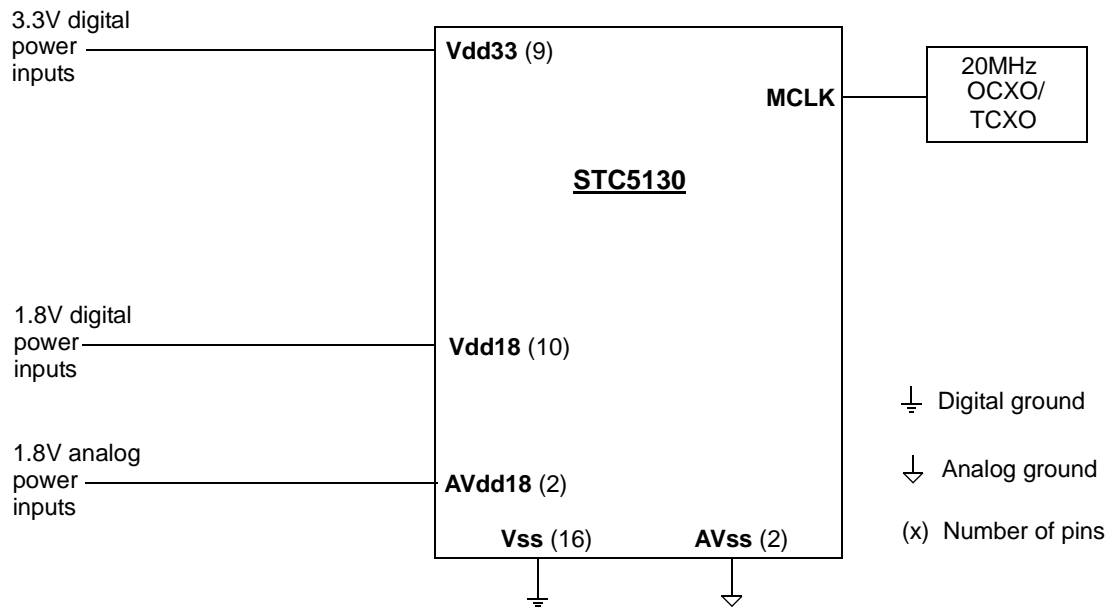 3.3V digital
power
inputs
Vdd33 (9)
MCLK
20MHz
OCXO/
TCXO
STC5130
1.8V digital
power
inputs
Vdd18 (10)
1.8V analog
power
inputs
AVdd18 (2)
Vss (16)
AVss (2)
Digital ground
Analog ground
(x) Number of pins